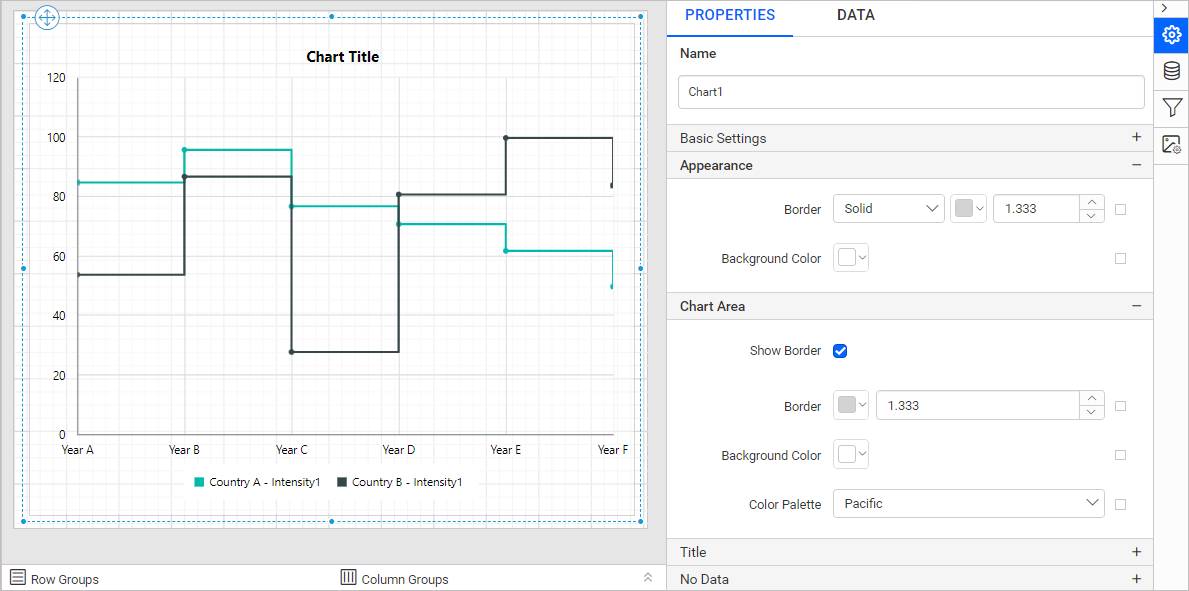 Chart Title
120
100
80
60
40
20
0
Year A Year B Year C Year D Year E Year F
Country A - Intensity1 Country B - Intensity1
Row Groups Column Groups
PROPERTIES DATA
Name
Chart1
Basic Settings
Appearance
Border Solid 1.333
Background Color
Chart Area
Show Border
Border 1.333
Background Color
Color Palette Pacific
Title
No Data